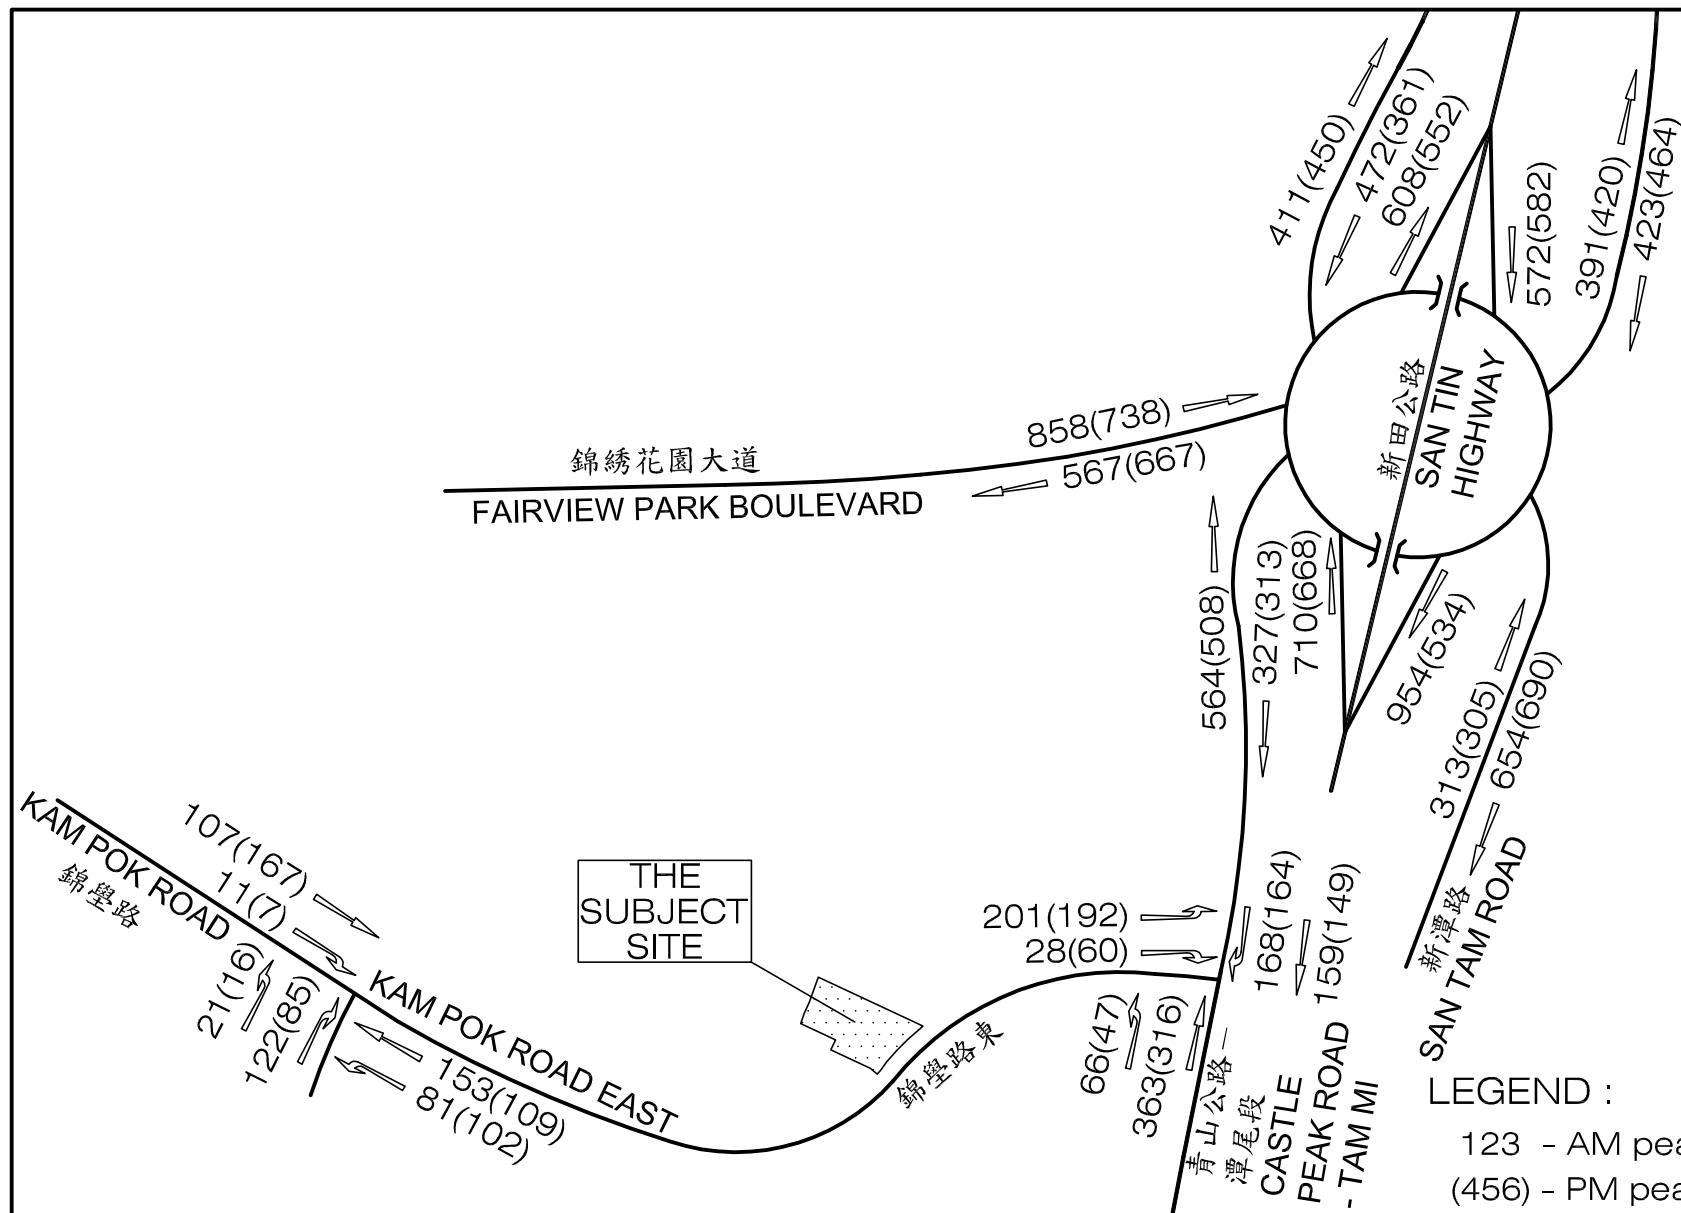 411(450)
472(361)
608(552)
572(582)
391(420)
423(464)
新田公路
SAN TIN
HIGHWAY
858(738)
567(667)
錦綉花園大道
FAIRVIEW PARK BOULEVARD
564(508)
327(313)
710(668)
954(534)
313(305)
654(690)
新潭路
SAN TAM ROAD
107(167)
11(7)
KAM POK ROAD
錦壆路
21(16)
122(85)
KAM POK ROAD EAST
錦壆路東
153(109)
81(102)
THE
SUBJECT
SITE
201(192)
28(60)
168(164)
159(149)
66(47)
363(316)
青山公路－
潭尾段
CASTLE
PEAK ROAD
- TAM MI
LEGEND :
123 - AM pea
(456) - PM pea